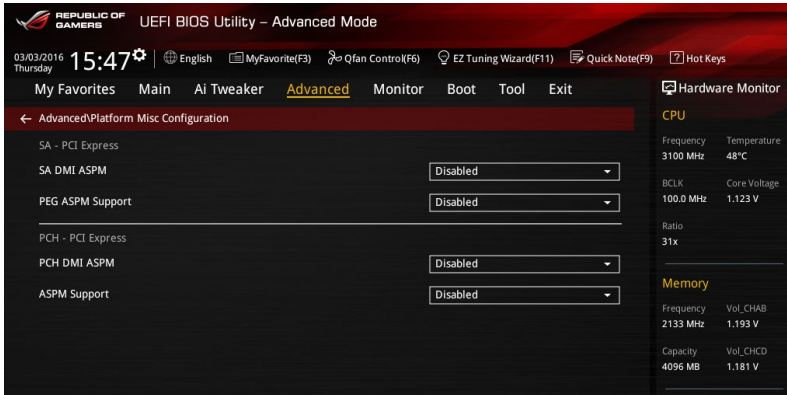 REPUBLIC OF
GAMERS
UEFI BIOS Utility – Advanced Mode
03/03/2016
Thursday
15:47
English
MyFavorite(F3)
Qfan Control(F6)
EZ Tuning Wizard(F11)
Quick Note(F9)
? Hot Keys
My Favorites
Main
Ai Tweaker
Advanced
Monitor
Boot
Tool
Exit
← Advanced\Platform Misc Configuration
SA - PCI Express
SA DMI ASPM Disabled
PEG ASPM Support Disabled
PCH - PCI Express
PCH DMI ASPM Disabled
ASPM Support Disabled
Hardware Monitor
CPU
Frequency Temperature
3100 MHz 48°C
BCLK Core Voltage
100.0 MHz 1.123 V
Ratio
31x
Memory
Frequency Vol_CHAB
2133 MHz 1.193 V
Capacity Vol_CHCD
4096 MB 1.181 V